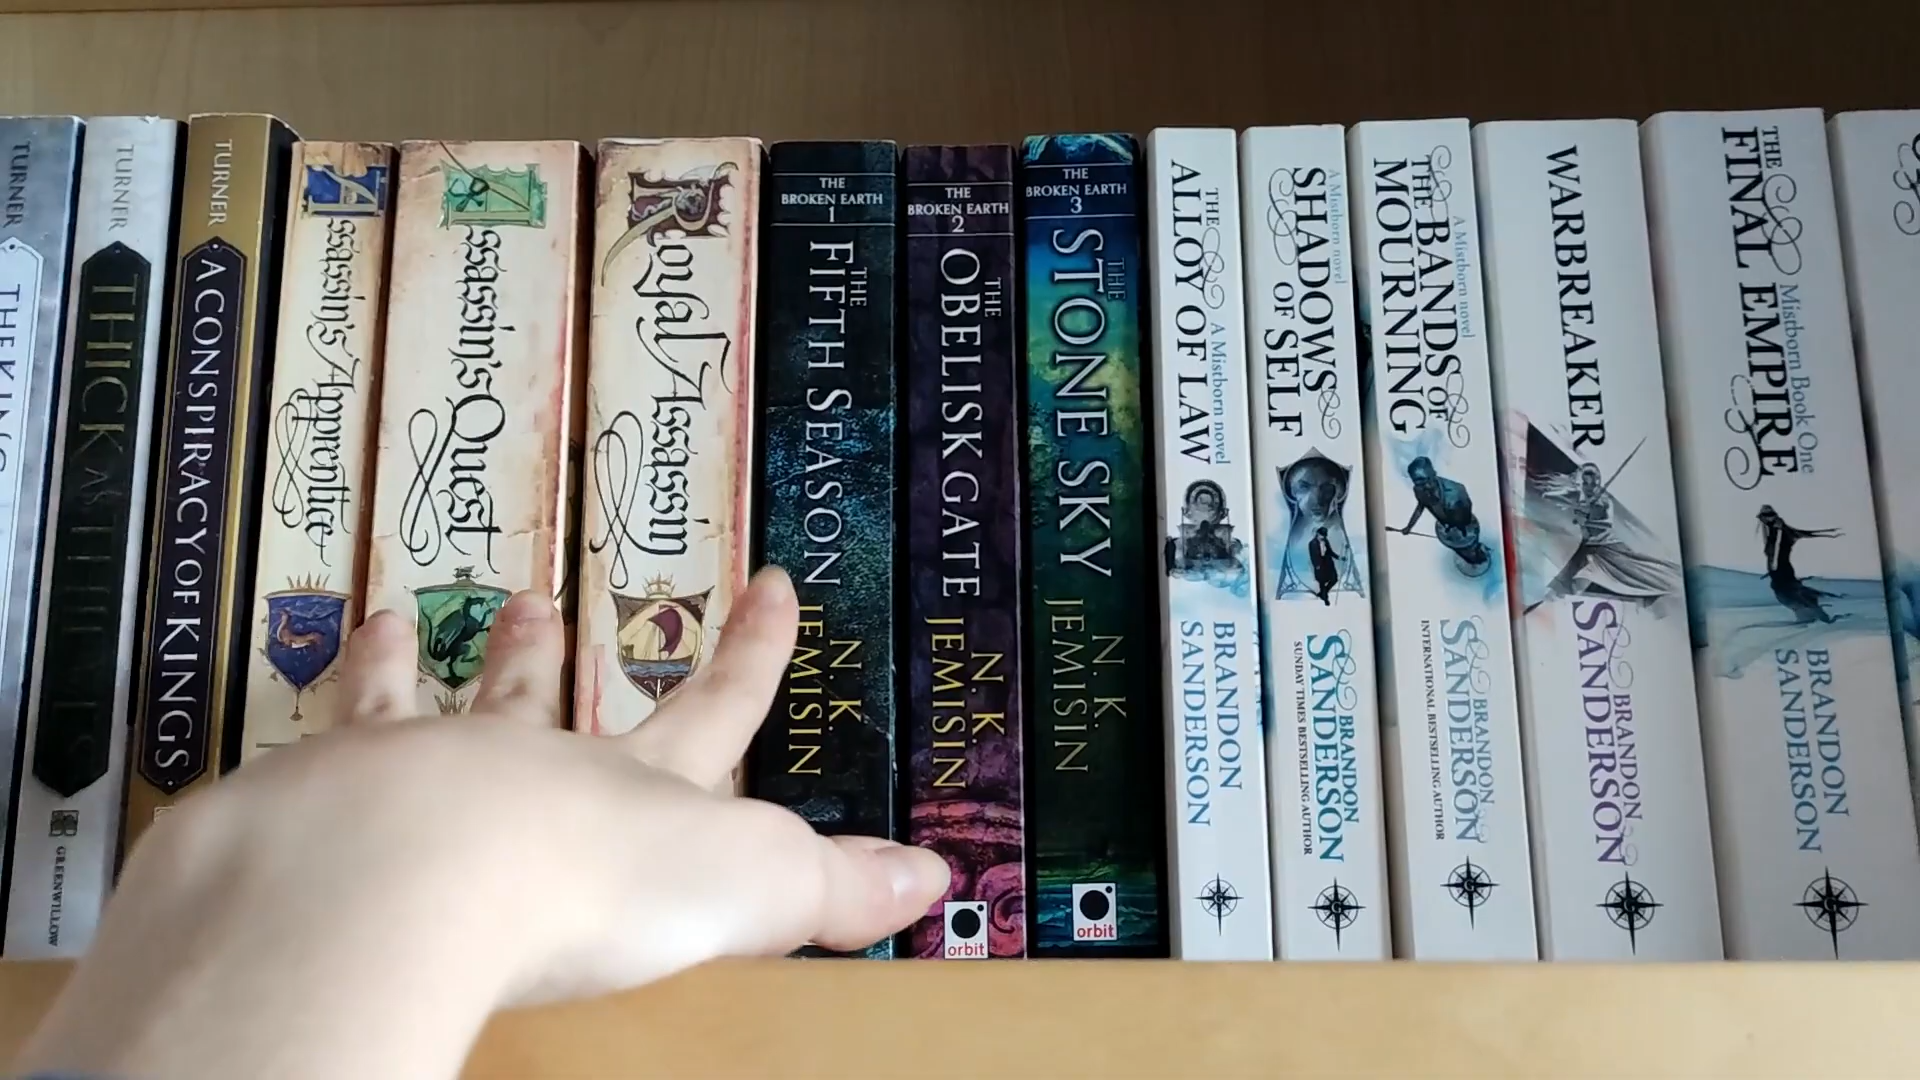 TURNER
THE KING
TURNER
THICK AS THIEVES
GREENWILLOW
TURNER
A CONSPIRACY OF KINGS
Assassin's Apprentice
Assassin's Quest
Royal Assassin
THE
BROKEN EARTH
1
THE
FIFTH SEASON
N. K.
JEMISIN
THE
BROKEN EARTH
2
THE
OBELISK GATE
N. K.
JEMISIN
orbit
THE
BROKEN EARTH
3
THE
STONE SKY
N. K.
JEMISIN
orbit
THE
ALLOY OF LAW
A Mistborn novel
BRANDON
SANDERSON
G
A Mistborn novel
SHADOWS
OF SELF
BRANDON
SANDERSON
SUNDAY TIMES BESTSELLING AUTHOR
G
A Mistborn novel
THE BANDS OF
MOURNING
BRANDON
SANDERSON
INTERNATIONAL BESTSELLING AUTHOR
G
WARBREAKER
BRANDON
SANDERSON
G
THE
FINAL EMPIRE
Mistborn Book One
BRANDON
SANDERSON
G